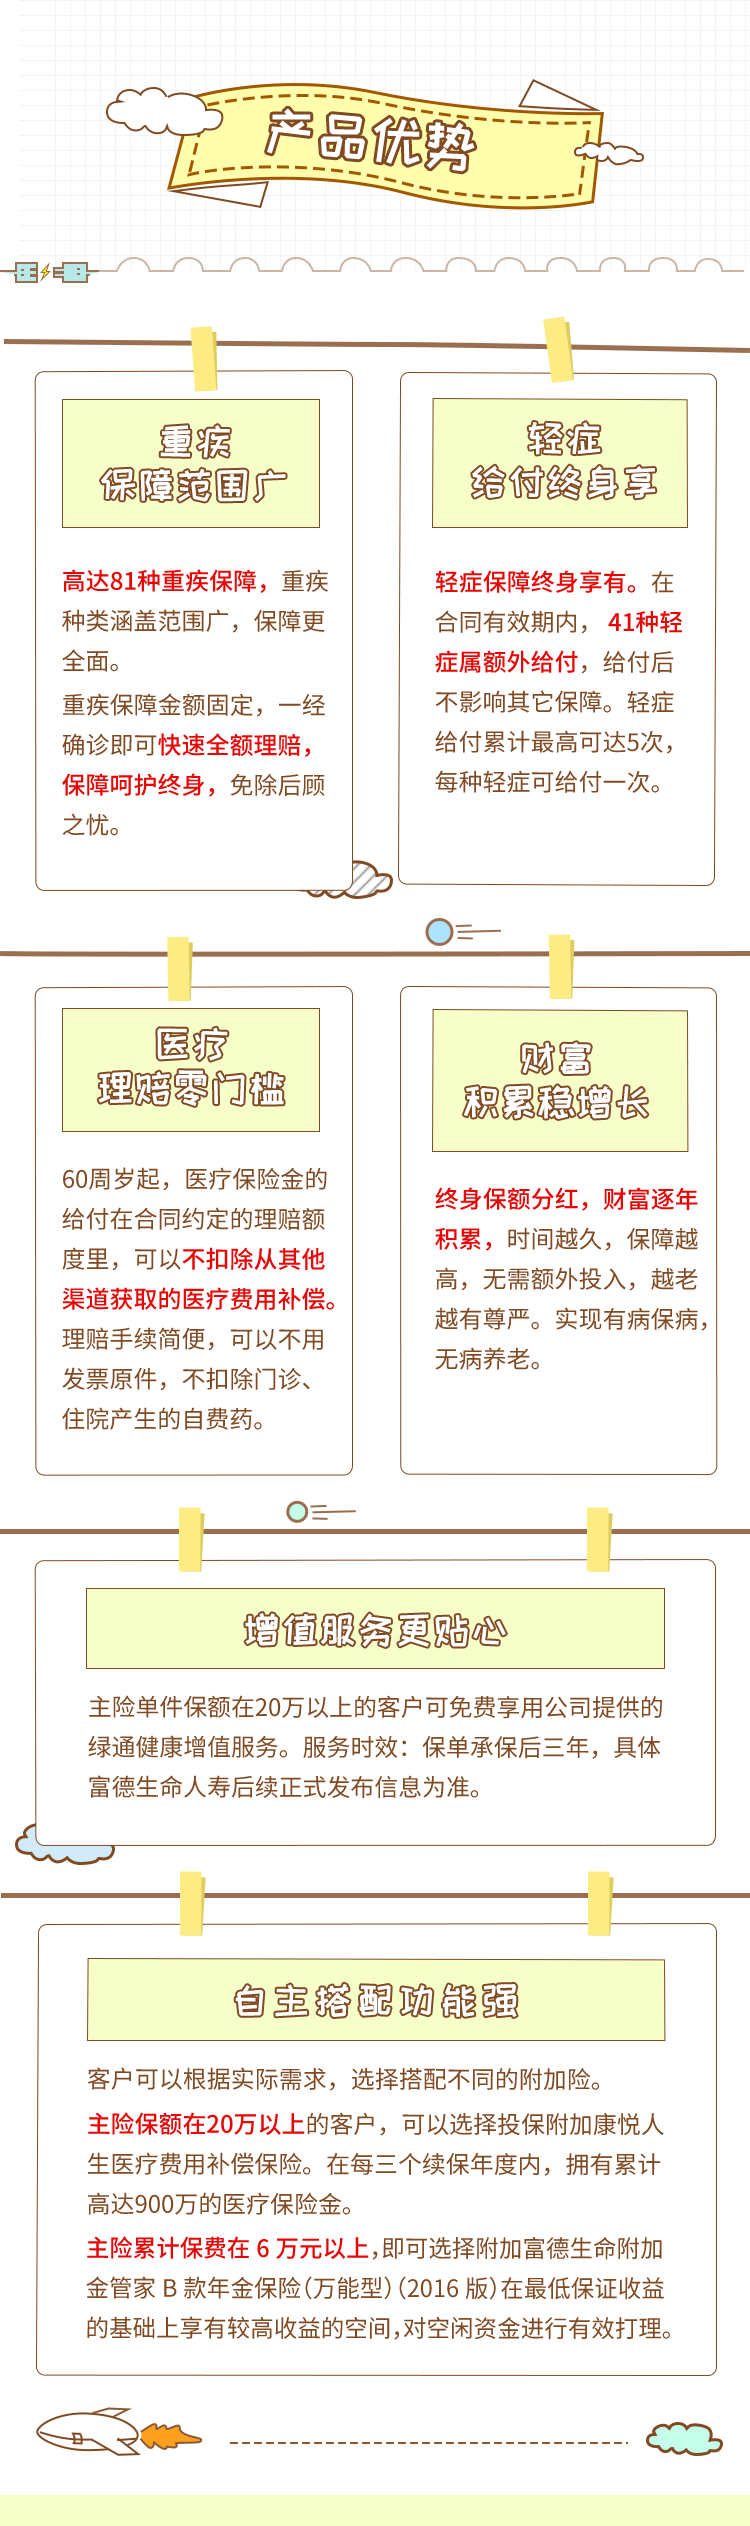 产品优势
重疾
保障范围广
高达81种重疾保障，重疾
种类涵盖范围广，保障更
全面。
重疾保障金额固定，一经
确诊即可快速全额理赔，
保障呵护终身，免除后顾
之忧。
轻症
给付终身享
轻症保障终身享有。在
合同有效期内， 41种轻
症属额外给付，给付后
不影响其它保障。轻症
给付累计最高可达5次，
每种轻症可给付一次。
医疗
理赔零门槛
60周岁起，医疗保险金的
给付在合同约定的理赔额
度里，可以不扣除从其他
渠道获取的医疗费用补偿。
理赔手续简便，可以不用
发票原件，不扣除门诊、
住院产生的自费药。
财富
积累稳增长
终身保额分红，财富逐年
积累，时间越久，保障越
高，无需额外投入，越老
越有尊严。实现有病保病，
无病养老。
增值服务更贴心
主险单件保额在20万以上的客户可免费享用公司提供的
绿通健康增值服务。服务时效：保单承保后三年，具体
富德生命人寿后续正式发布信息为准。
自主搭配功能强
客户可以根据实际需求，选择搭配不同的附加险。
主险保额在20万以上的客户，可以选择投保附加康悦人
生医疗费用补偿保险。在每三个续保年度内，拥有累计
高达900万的医疗保险金。
主险累计保费在 6 万元以上，即可选择附加富德生命附加
金管家 B 款年金保险（万能型）（2016 版）在最低保证收益
的基础上享有较高收益的空间，对空闲资金进行有效打理。